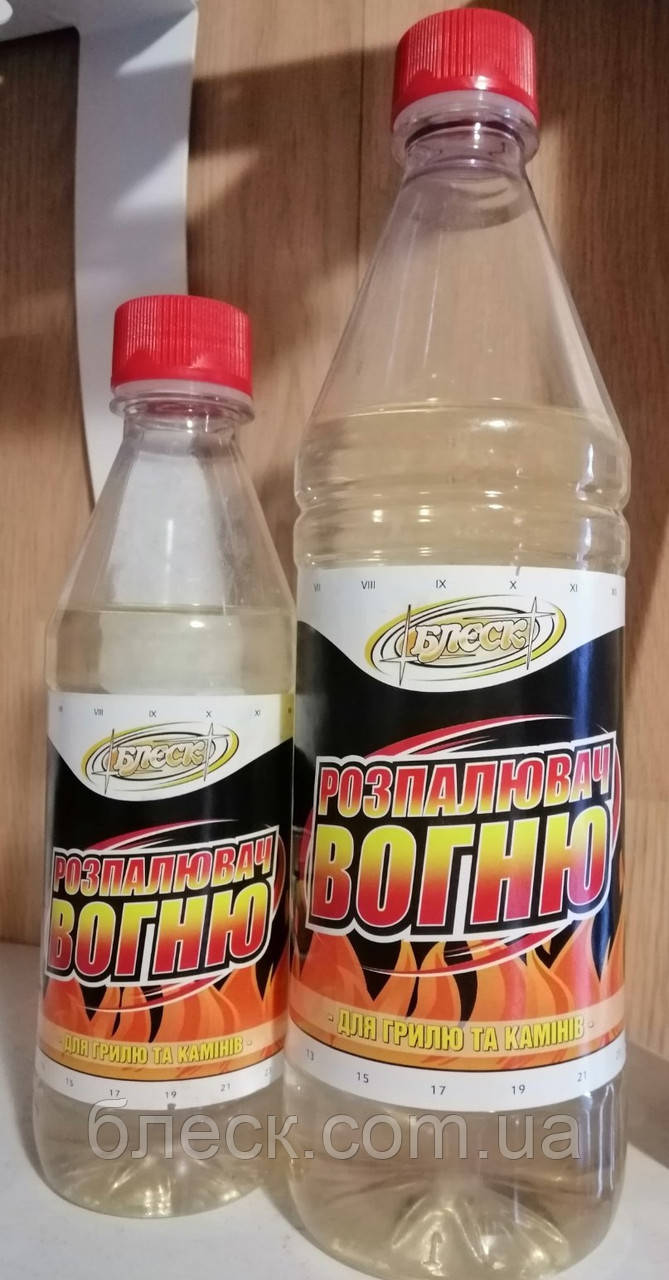 VII VIII IX X XI
БЛЕСК
РОЗПАЛЮВАЧ
ВОГНЮ
- ДЛЯ ГРИЛЮ ТА КАМІНІВ -
13 15 17 19 21
VIII IX X XI
БЛЕСК
РОЗПАЛЮВАЧ
ВОГНЮ
- ДЛЯ ГРИЛЮ ТА КАМІНІВ -
15 17 19 21
блеск.com.ua